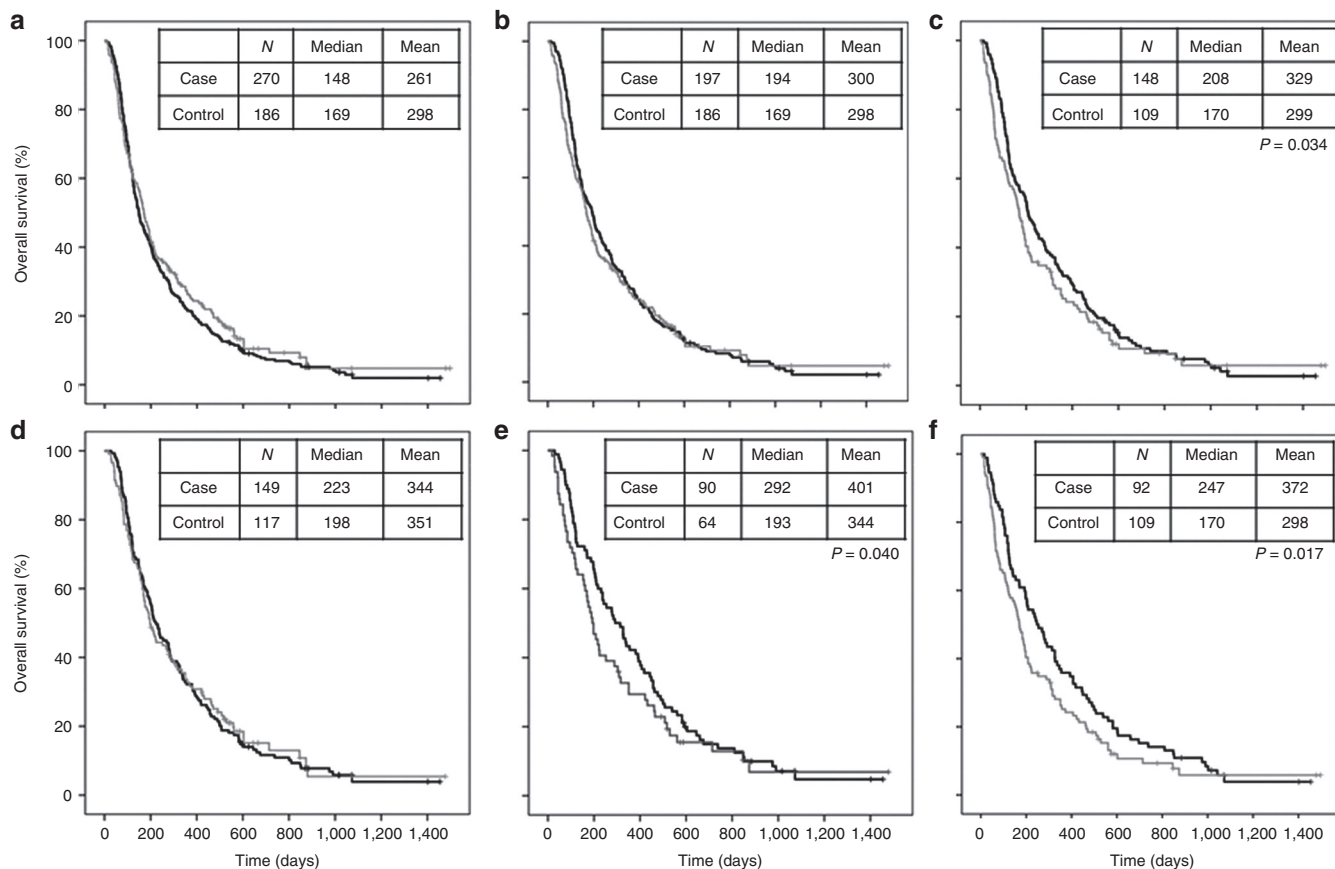 a
N Median Mean
Case 270 148 261
Control 186 169 298
b
N Median Mean
Case 197 194 300
Control 186 169 298
c
N Median Mean
Case 148 208 329
Control 109 170 299
P = 0.034
Overall survival (%)
100
80
60
40
20
0
d
N Median Mean
Case 149 223 344
Control 117 198 351
e
N Median Mean
Case 90 292 401
Control 64 193 344
P = 0.040
f
N Median Mean
Case 92 247 372
Control 109 170 298
P = 0.017
Overall survival (%)
100
80
60
40
20
0
0 200 400 600 800 1,000 1,200 1,400
Time (days)
0 200 400 600 800 1,000 1,200 1,400
Time (days)
0 200 400 600 800 1,000 1,200 1,400
Time (days)